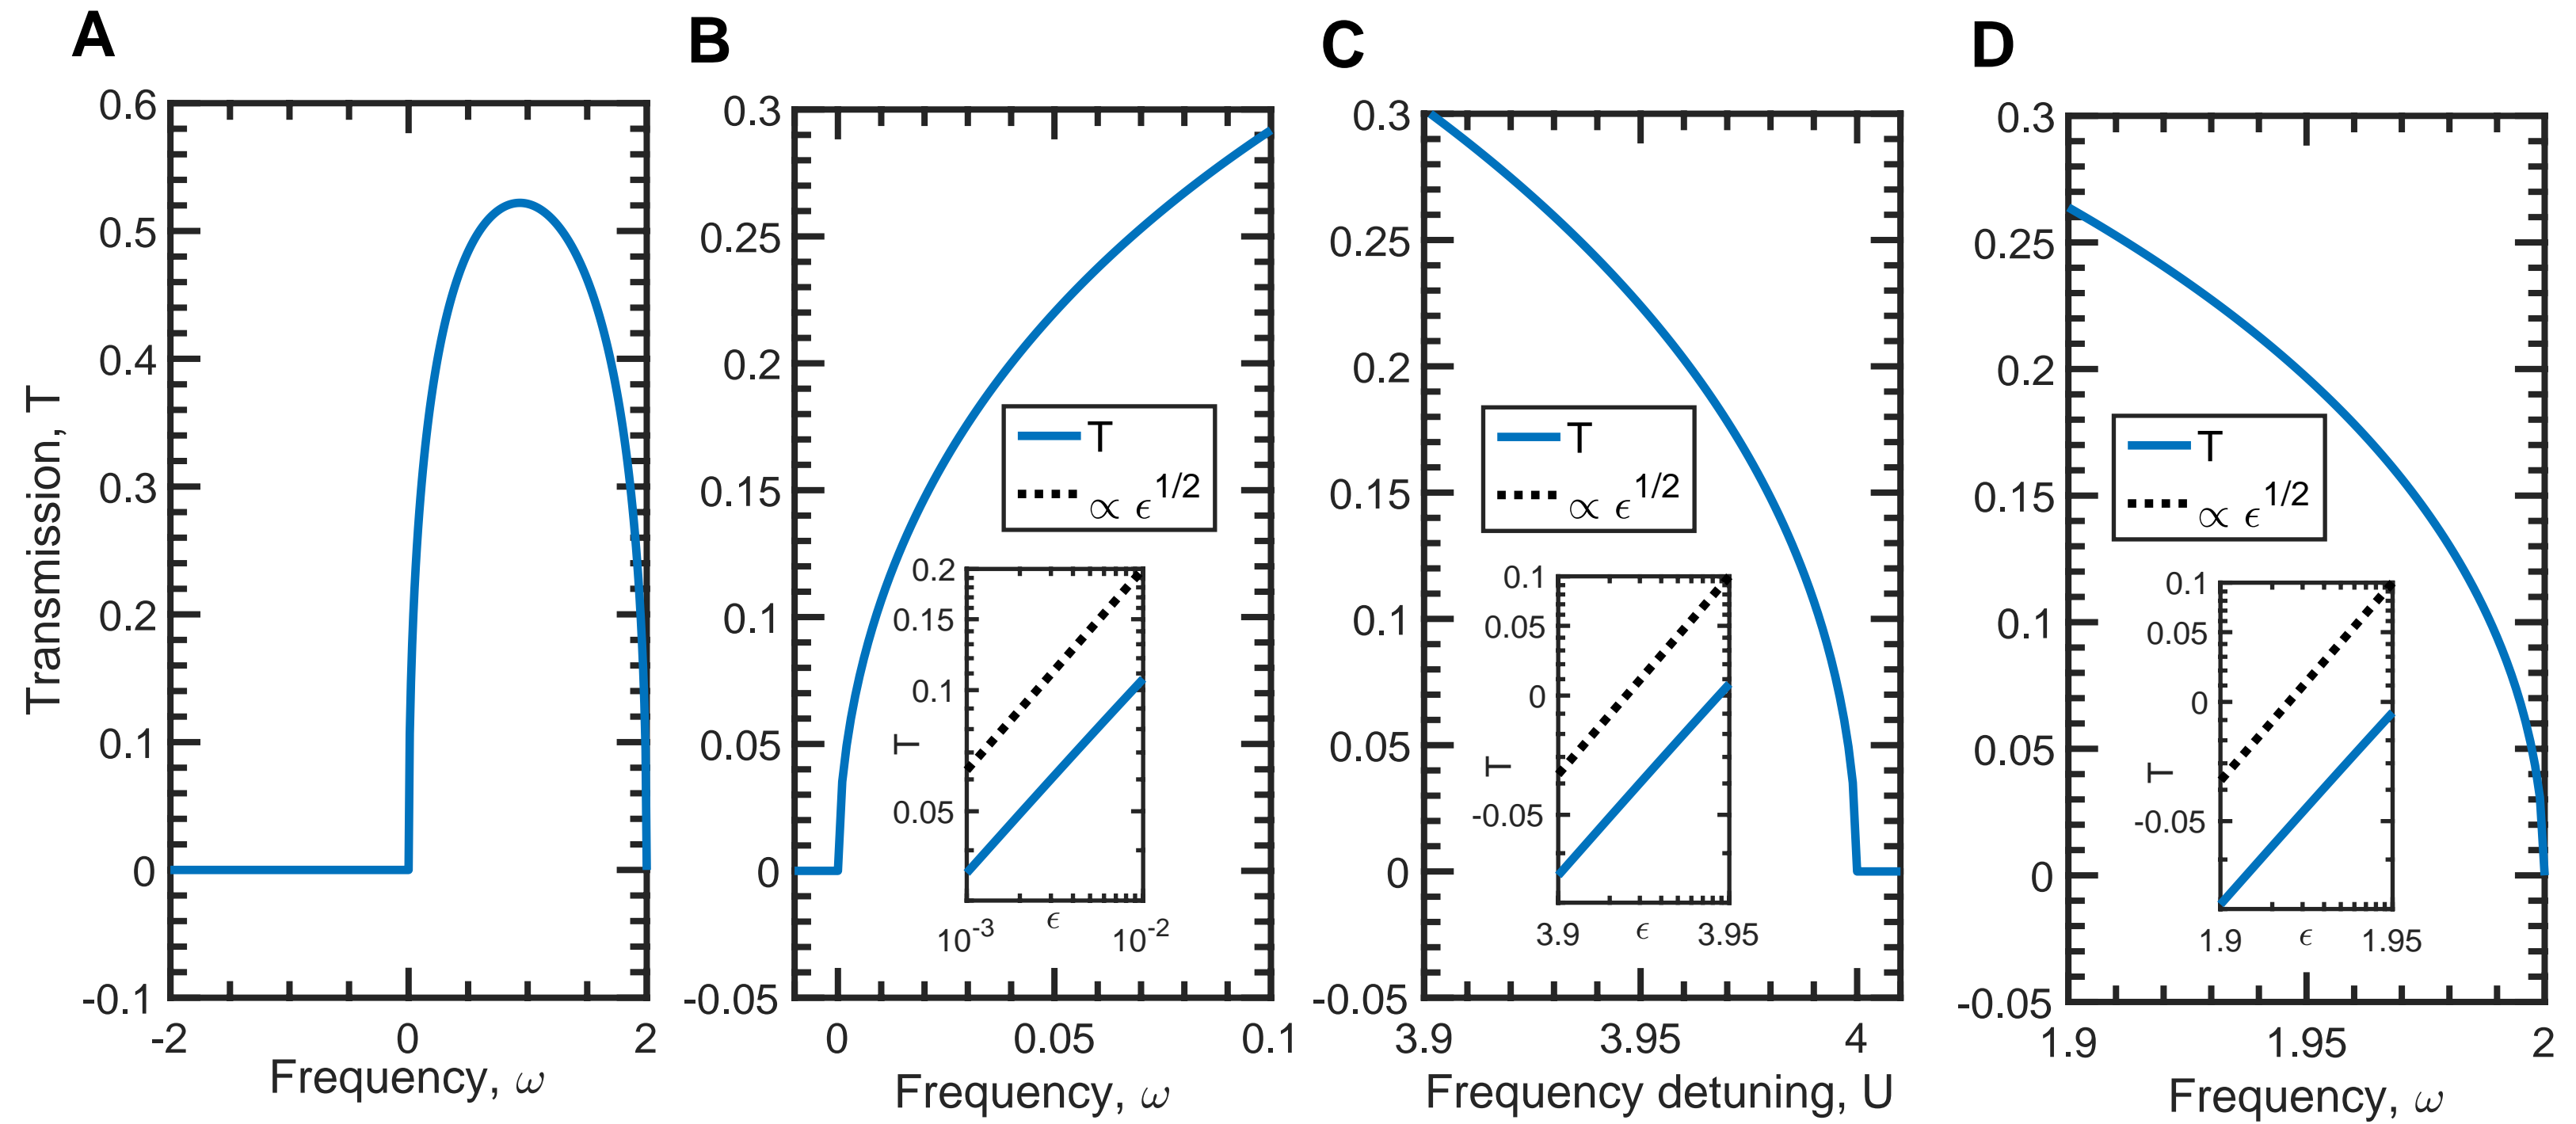 A
B
C
D
Transmission, T
0.6
0.5
0.4
0.3
0.2
0.1
0
-0.1
-2
0
2
Frequency, ω
0.3
0.25
0.2
0.15
0.1
0.05
0
-0.05
0
0.05
0.1
Frequency, ω
T
∝ ϵ^1/2
0.2
0.15
0.1
0.05
T
10^-3
ϵ
10^-2
0.3
0.25
0.2
0.15
0.1
0.05
0
-0.05
3.9
3.95
4
Frequency detuning, U
T
∝ ϵ^1/2
0.1
0.05
0
-0.05
T
3.9
ϵ
3.95
0.3
0.25
0.2
0.15
0.1
0.05
0
-0.05
1.9
1.95
2
Frequency, ω
T
∝ ϵ^1/2
0.1
0.05
0
-0.05
T
1.9
ϵ
1.95